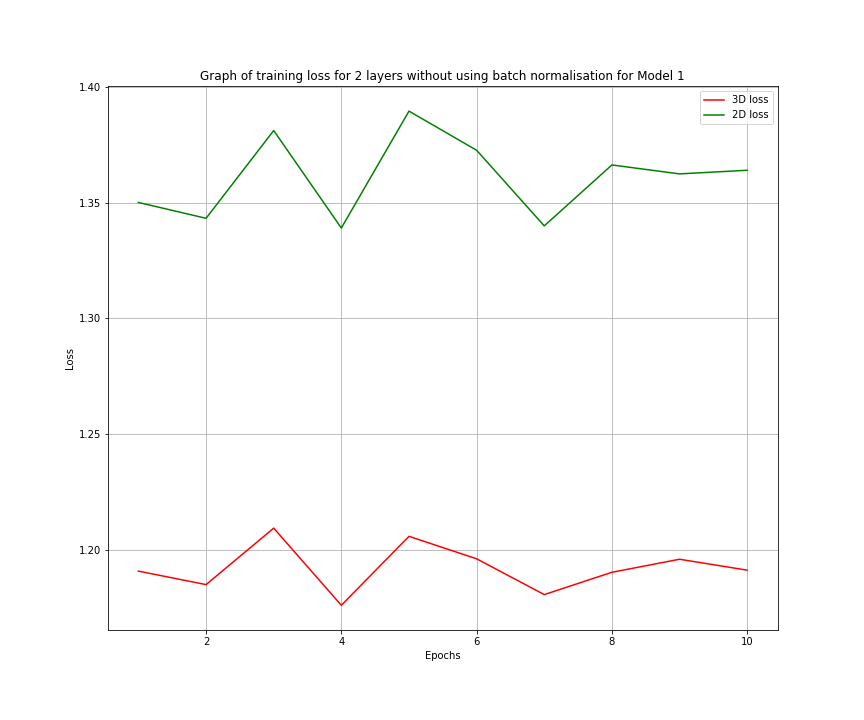 Graph of training loss for 2 layers without using batch normalisation for Model 1
1.40
3D loss
2D loss
1.35
1.30
Loss
1.25
1.20
2 4 6 8 10
Epochs